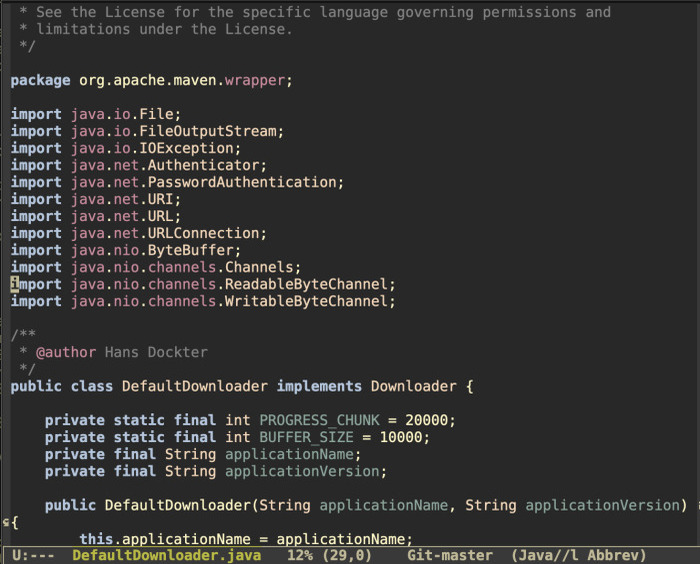 * See the License for the specific language governing permissions and
 * limitations under the License.
 */

package org.apache.maven.wrapper;

import java.io.File;
import java.io.FileOutputStream;
import java.io.IOException;
import java.net.Authenticator;
import java.net.PasswordAuthentication;
import java.net.URI;
import java.net.URL;
import java.net.URLConnection;
import java.nio.ByteBuffer;
import java.nio.channels.Channels;
import java.nio.channels.ReadableByteChannel;
import java.nio.channels.WritableByteChannel;

/**
 * @author Hans Dockter
 */
public class DefaultDownloader implements Downloader {

    private static final int PROGRESS_CHUNK = 20000;
    private static final int BUFFER_SIZE = 10000;
    private final String applicationName;
    private final String applicationVersion;

    public DefaultDownloader(String applicationName, String applicationVersion)
{
        this.applicationName = applicationName;
U:---  DefaultDownloader.java   12% (29,0)    Git-master  (Java//l Abbrev)